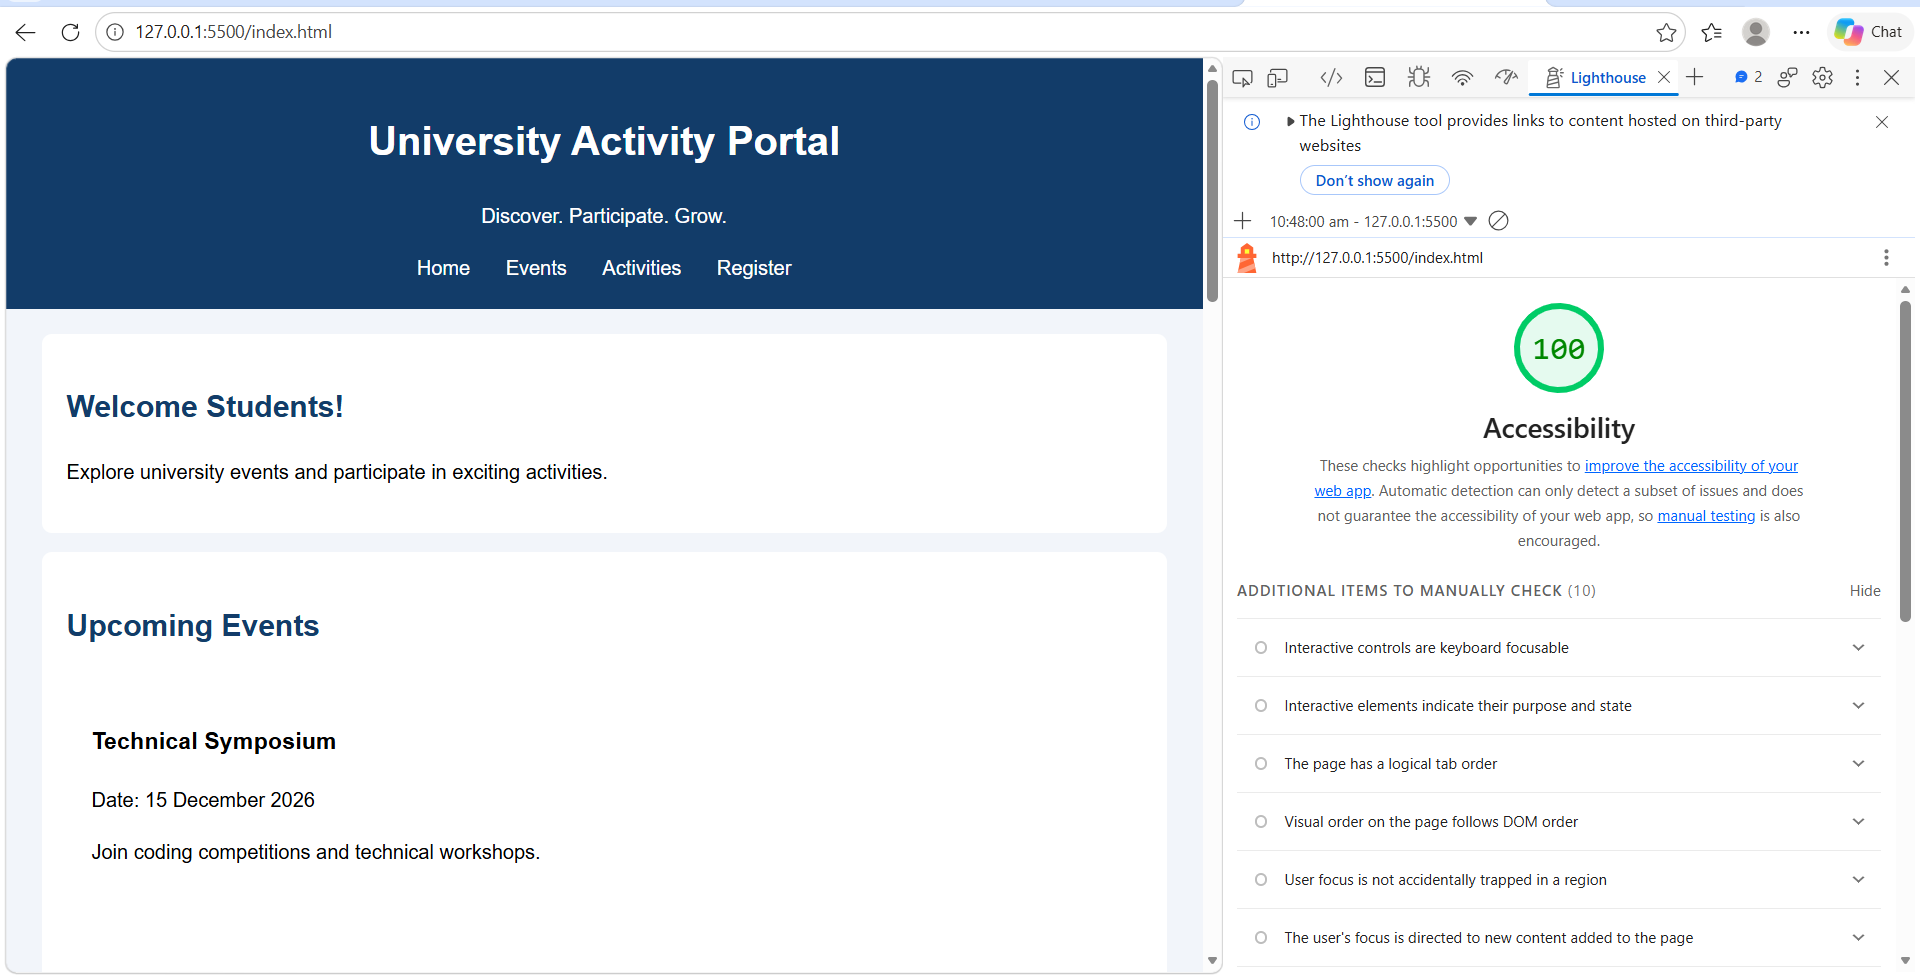 127.0.0.1:5500/index.html
Chat
University Activity Portal
Discover. Participate. Grow.
Home Events Activities Register
Welcome Students!
Explore university events and participate in exciting activities.
Upcoming Events
Technical Symposium
Date: 15 December 2026
Join coding competitions and technical workshops.
Lighthouse
2
The Lighthouse tool provides links to content hosted on third-party
websites
Don't show again
10:48:00 am - 127.0.0.1:5500
http://127.0.0.1:5500/index.html
100
Accessibility
These checks highlight opportunities to improve the accessibility of your
web app. Automatic detection can only detect a subset of issues and does
not guarantee the accessibility of your web app, so manual testing is also
encouraged.
ADDITIONAL ITEMS TO MANUALLY CHECK (10) Hide
Interactive controls are keyboard focusable
Interactive elements indicate their purpose and state
The page has a logical tab order
Visual order on the page follows DOM order
User focus is not accidentally trapped in a region
The user's focus is directed to new content added to the page